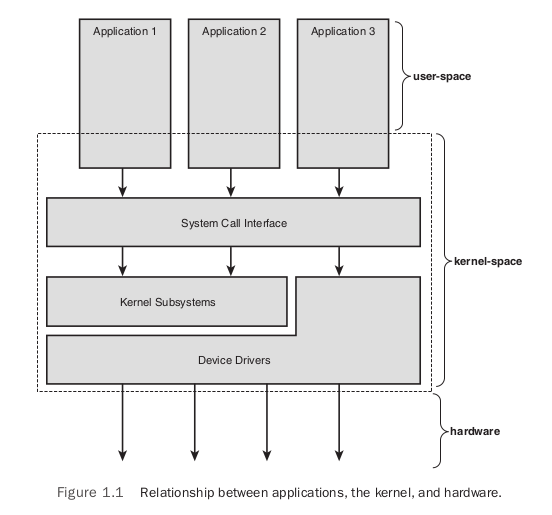 Application 1
Application 2
Application 3
user-space
System Call Interface
kernel-space
Kernel Subsystems
Device Drivers
hardware
Figure 1.1 Relationship between applications, the kernel, and hardware.